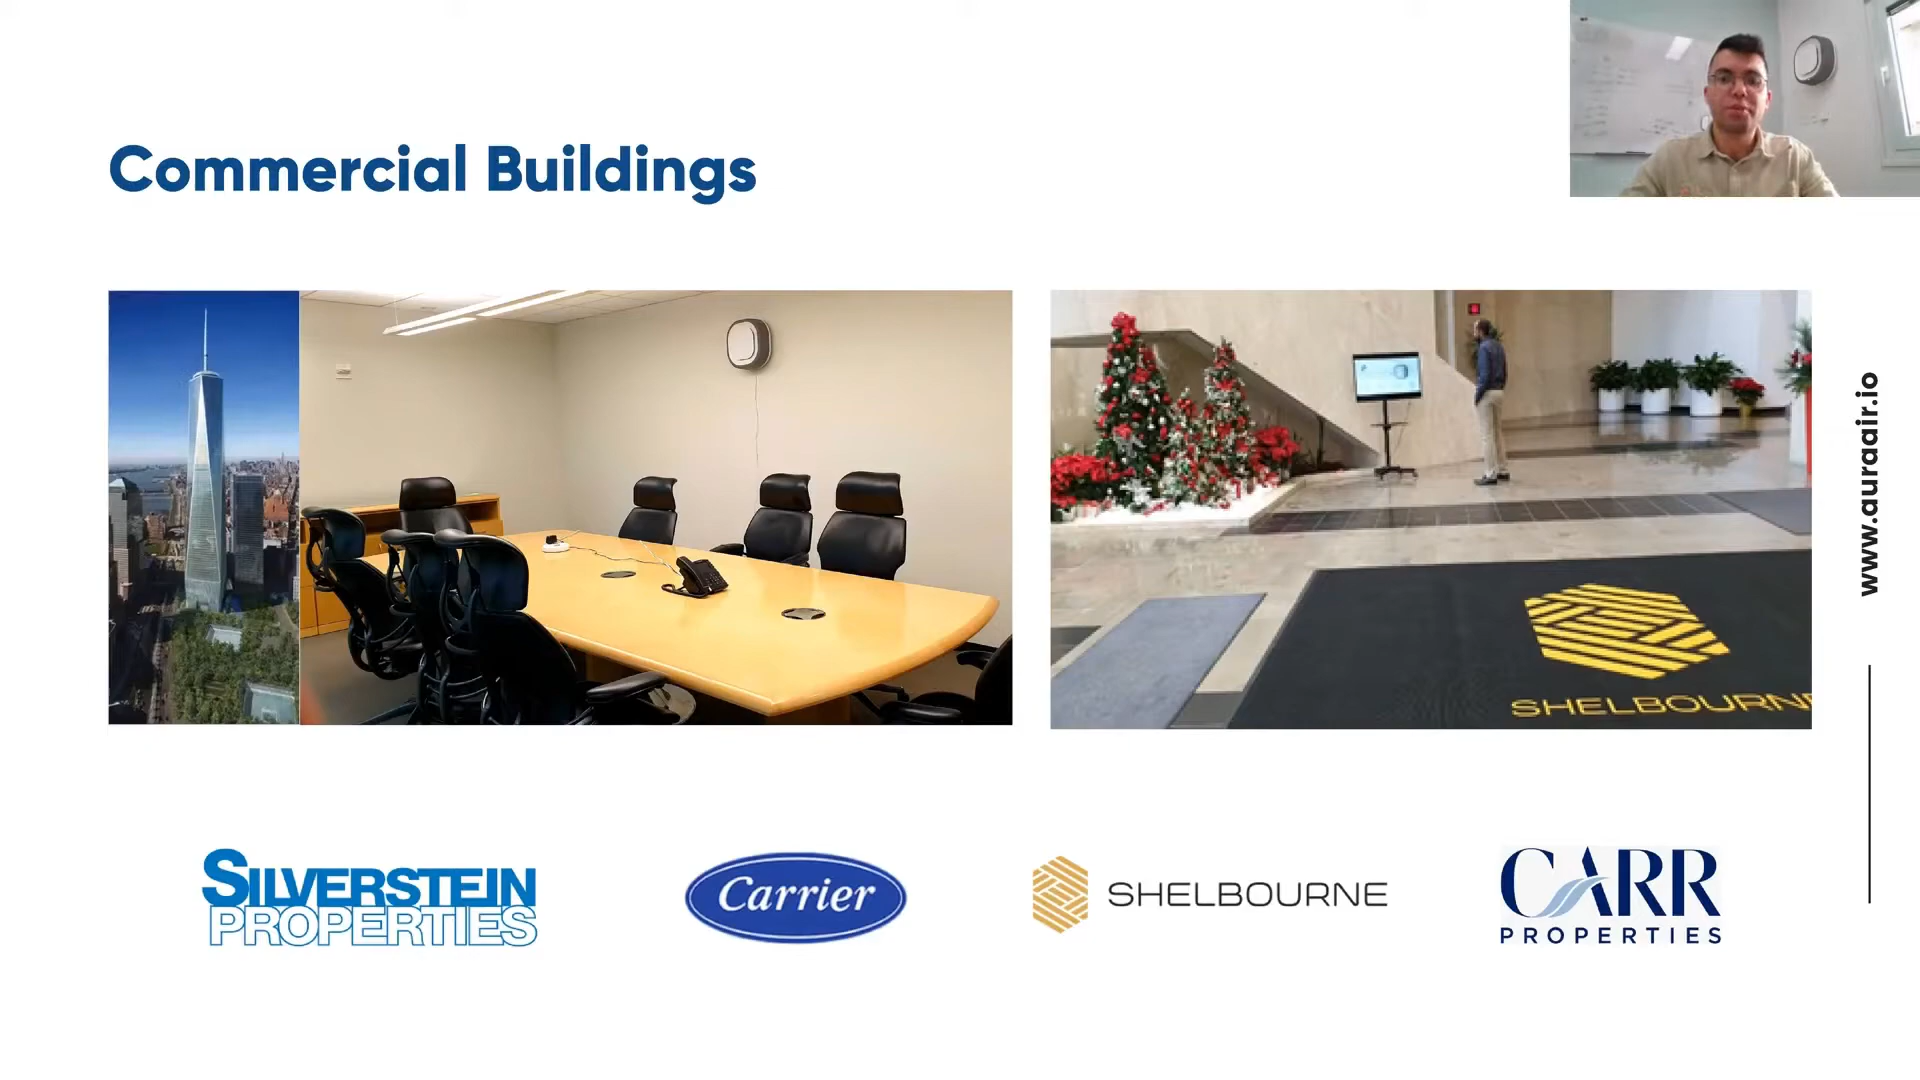 Commercial Buildings
www.auraair.io
SHELBOURNE
SILVERSTEIN
PROPERTIES
Carrier
SHELBOURNE
CARR
PROPERTIES